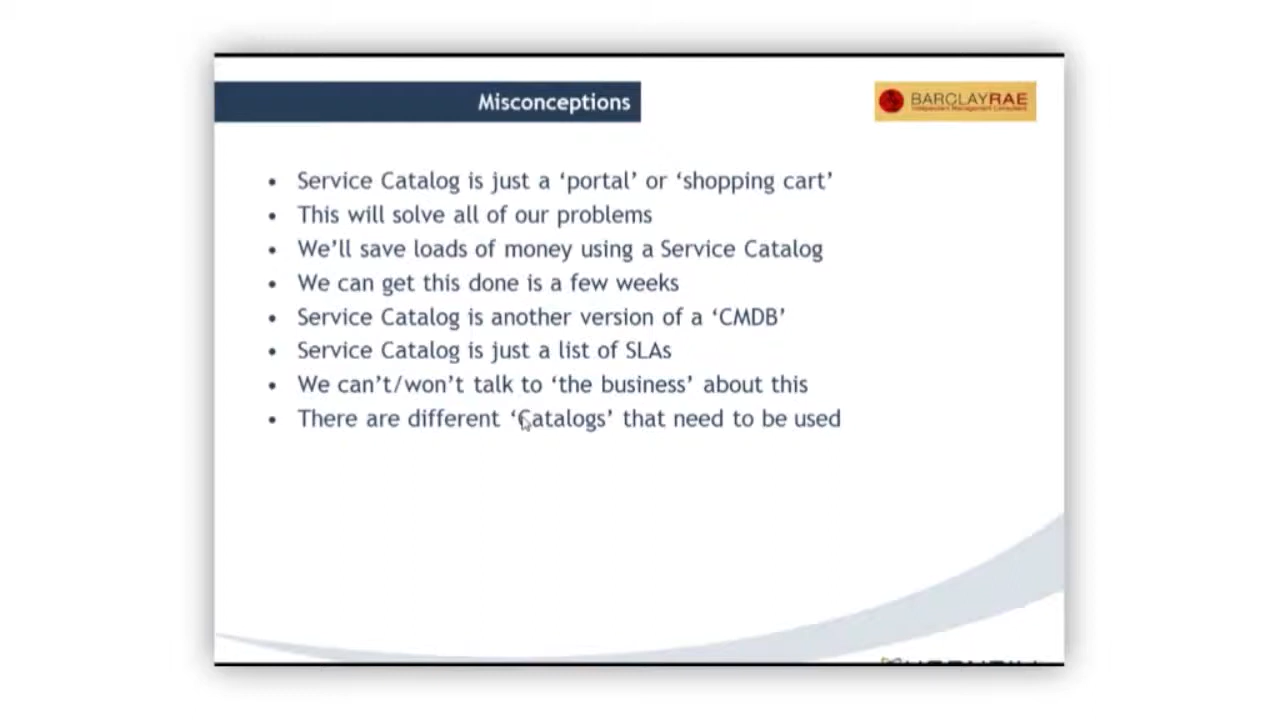 Misconceptions
BARCLAYRAE
Independent Management Consultant
• Service Catalog is just a ‘portal’ or ‘shopping cart’
• This will solve all of our problems
• We’ll save loads of money using a Service Catalog
• We can get this done is a few weeks
• Service Catalog is another version of a ‘CMDB’
• Service Catalog is just a list of SLAs
• We can’t/won’t talk to ‘the business’ about this
• There are different ‘Catalogs’ that need to be used